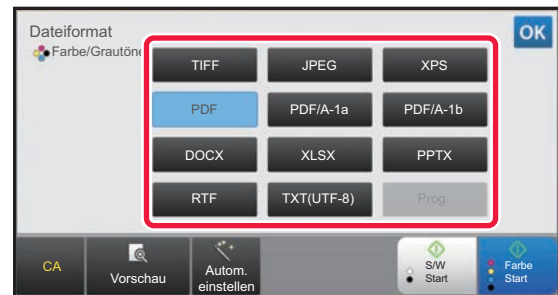 Dateiformat
OK
Farbe/Grautöne
TIFF JPEG XPS
PDF PDF/A-1a PDF/A-1b
DOCX XLSX PPTX
RTF TXT(UTF-8) Prog.
CA
Vorschau
Autom.
einstellen
S/W
Start
Farbe
Start